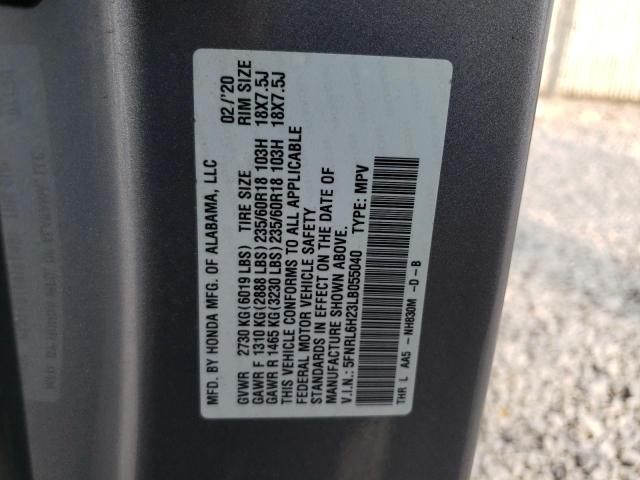 MFD. BY HONDA MFG. OF ALABAMA, LLC 02/'20
GVWR 2730 KG (6019 LBS) TIRE SIZE RIM SIZE
GAWR F 1310 KG (2888 LBS) 235/60R18 103H 18X7.5J
GAWR R 1465 KG (3230 LBS) 235/60R18 103H 18X7.5J
THIS VEHICLE CONFORMS TO ALL APPLICABLE
FEDERAL MOTOR VEHICLE SAFETY
STANDARDS IN EFFECT ON THE DATE OF
MANUFACTURE SHOWN ABOVE.
V.I.N.: 5FNRL6H23LB055040 TYPE: MPV
THR L AA5 - NH830M -D-B